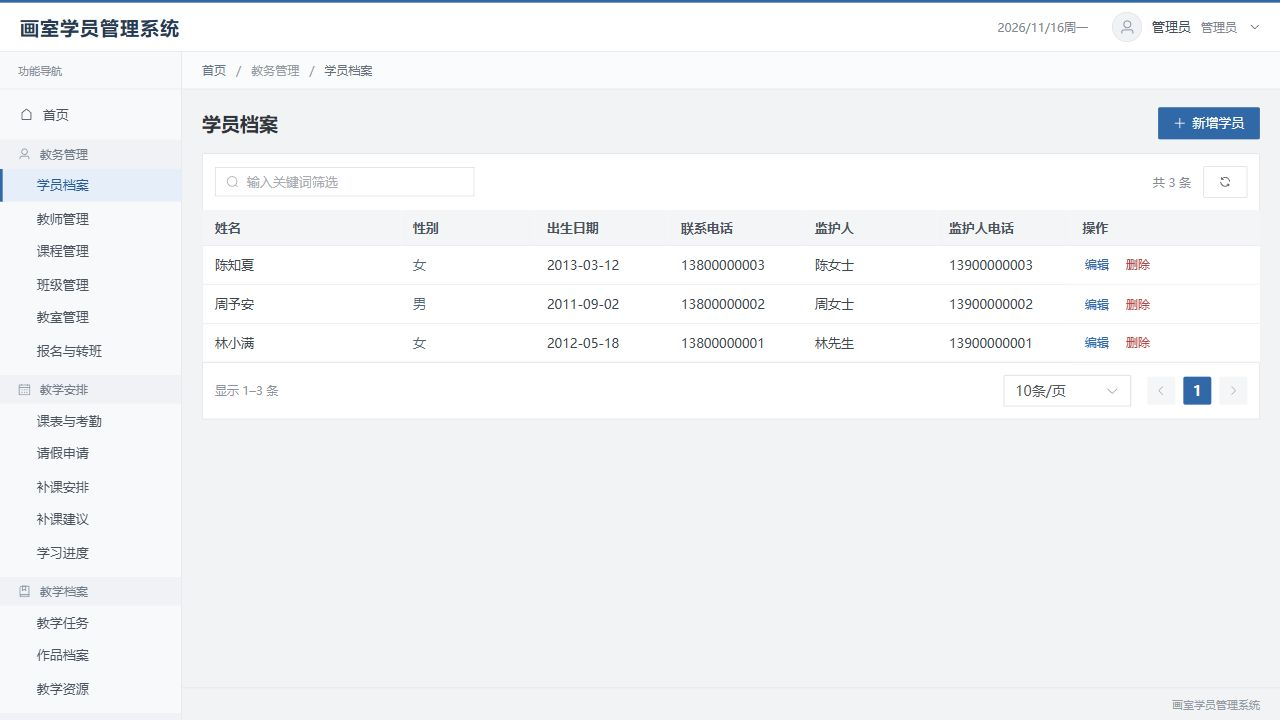 画室学员管理系统
2026/11/16周一
管理员 管理员
功能导航
首页 / 教务管理 / 学员档案
首页
教务管理
学员档案
教师管理
课程管理
班级管理
教室管理
报名与转班
教学安排
课表与考勤
请假申请
补课安排
补课建议
学习进度
教学档案
教学任务
作品档案
教学资源
学员档案
新增学员
输入关键词筛选
共 3 条
姓名 性别 出生日期 联系电话 监护人 监护人电话 操作
陈知夏 女 2013-03-12 13800000003 陈女士 13900000003 编辑 删除
周予安 男 2011-09-02 13800000002 周女士 13900000002 编辑 删除
林小满 女 2012-05-18 13800000001 林先生 13900000001 编辑 删除
显示 1–3 条
10条/页
1
画室学员管理系统